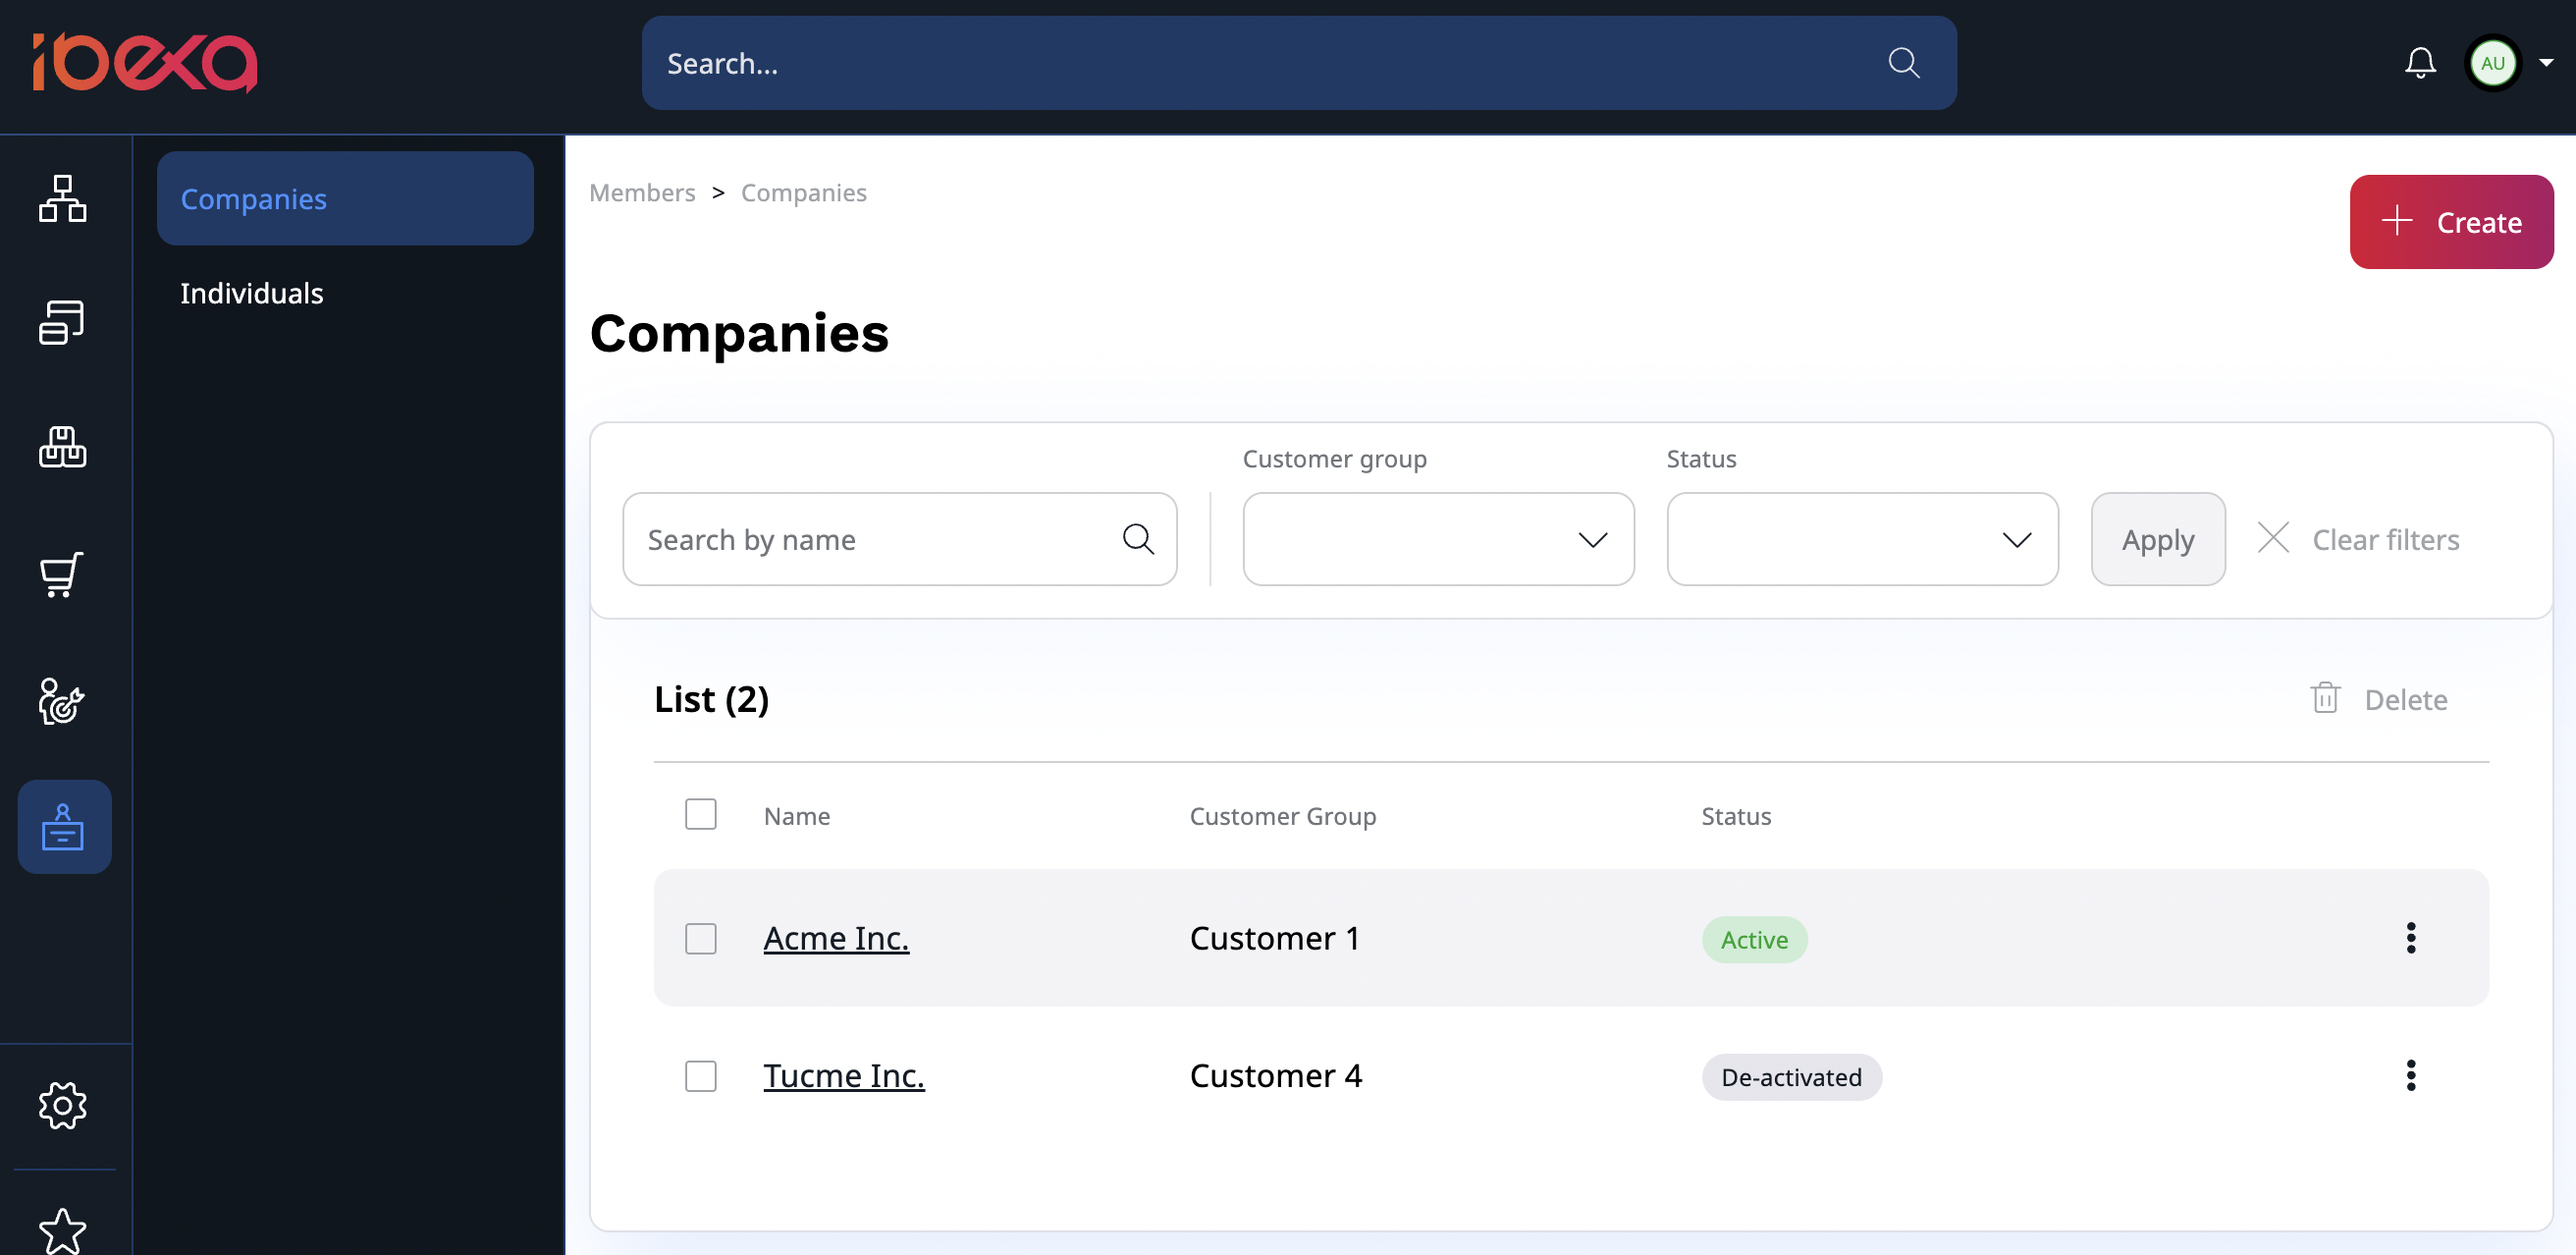 ibexa
Search...
AU
Companies
Individuals
Members > Companies
Create
Companies
Customer group
Status
Search by name
Apply
Clear filters
List (2)
Delete
Name Customer Group Status
Acme Inc. Customer 1 Active
Tucme Inc. Customer 4 De-activated